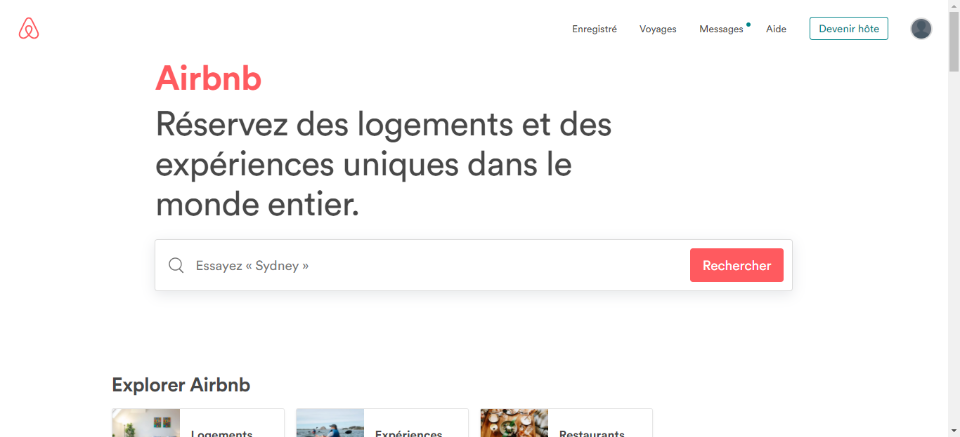 Enregistré
Voyages
Messages
Aide
Devenir hôte
Airbnb
Réservez des logements et des
expériences uniques dans le
monde entier.
Essayez « Sydney »
Rechercher
Explorer Airbnb
Logements
Expériences
Restaurants